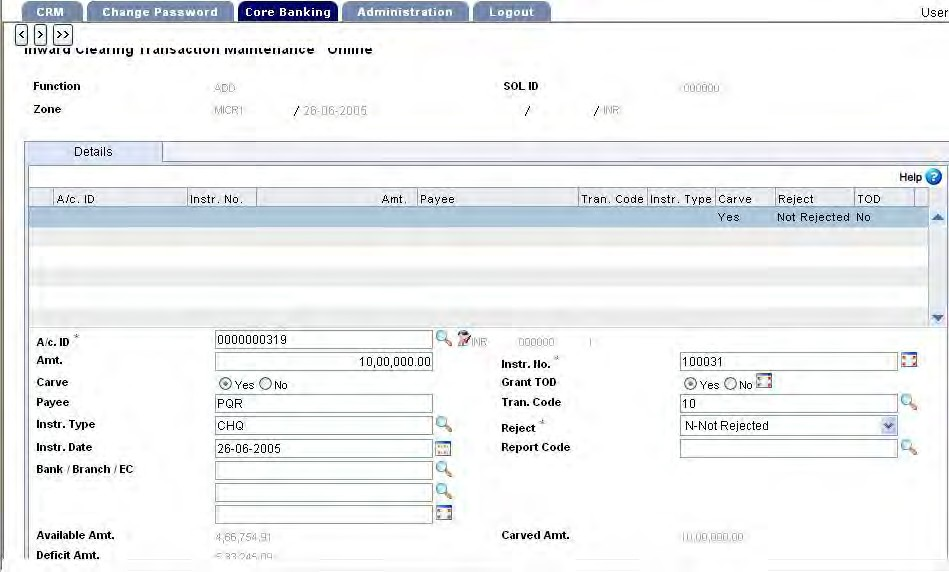 CRM Change Password Core Banking Administration Logout User
< > >>
Inward Clearing Transaction Maintenance Online
Function ADD SOL ID 000000
Zone MICR1 / 26-06-2005 / / INR
Details
Help ?
A/c. ID Instr. No. Amt. Payee Tran. Code Instr. Type Carve Reject TOD
Yes Not Rejected No
A/c. ID * 0000000319 INR 000000
Amt. 10,00,000.00 Instr. No. * 100031
Carve Yes No Grant TOD Yes No
Payee PQR Tran. Code 10
Instr. Type CHQ Reject * N-Not Rejected
Instr. Date 26-06-2005 Report Code
Bank / Branch / EC
Available Amt. 4,66,754.91 Carved Amt. 10,00,000.00
Deficit Amt. 5,33,245.09